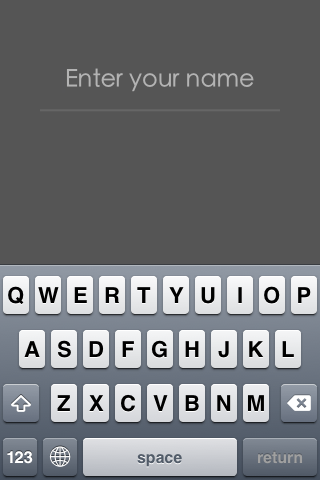 Enter your name
Q W E R T Y U I O P
A S D F G H J K L
Z X C V B N M
123 space return